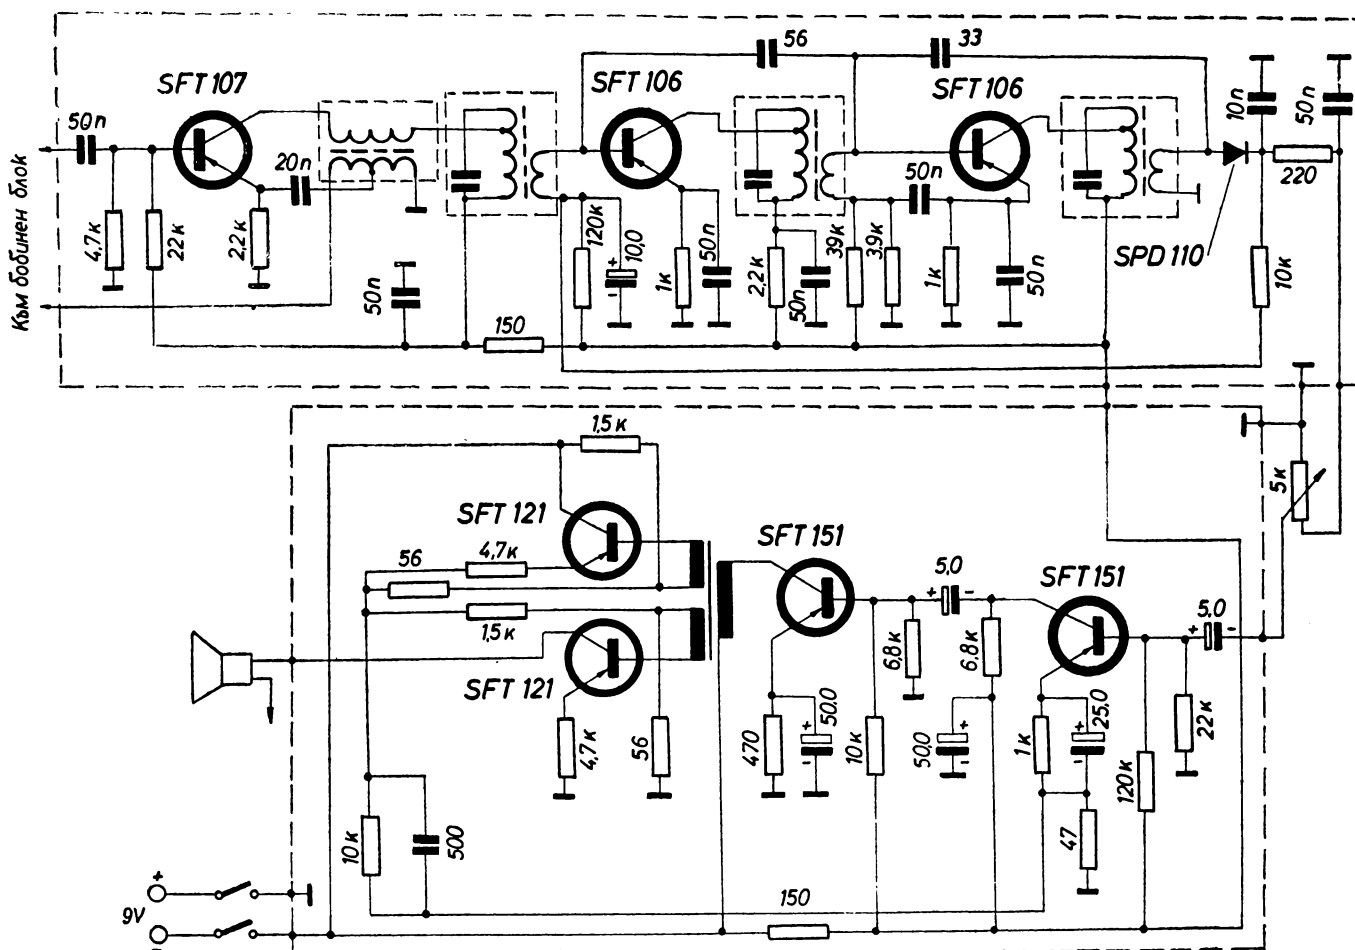 56
33
SFT 107
SFT 106
SFT 106
50n
20n
50n
10n
50n
220
Към бобинен блок
4,7к
22к
2,2к
50n
120к
10,0
+
-
1к
50n
2,2к
50n
39к
3,9к
1к
50n
SPD 110
10к
150
1,5к
SFT 121
SFT 151
SFT 151
5к
56
4,7к
1,5к
5,0
+ -
5,0
+ -
SFT 121
6,8к
6,8к
4,7к
56
470
50,0
+
-
10к
50,0
+
-
1к
25,0
+
-
22к
120к
10к
500
47
+
9V
-
150